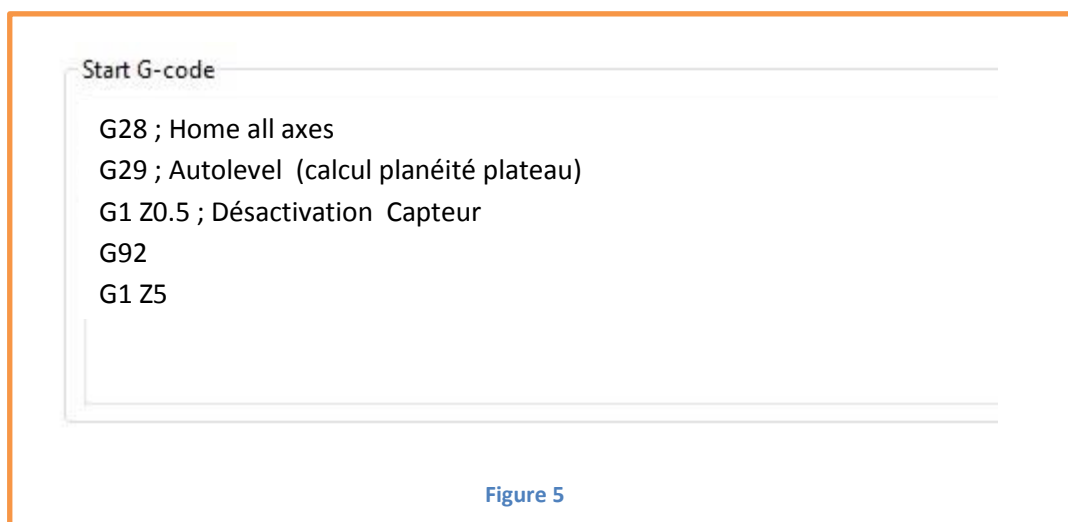 Start G-code
G28 ; Home all axes
G29 ; Autolevel (calcul planéité plateau)
G1 Z0.5 ; Désactivation Capteur
G92
G1 Z5
Figure 5